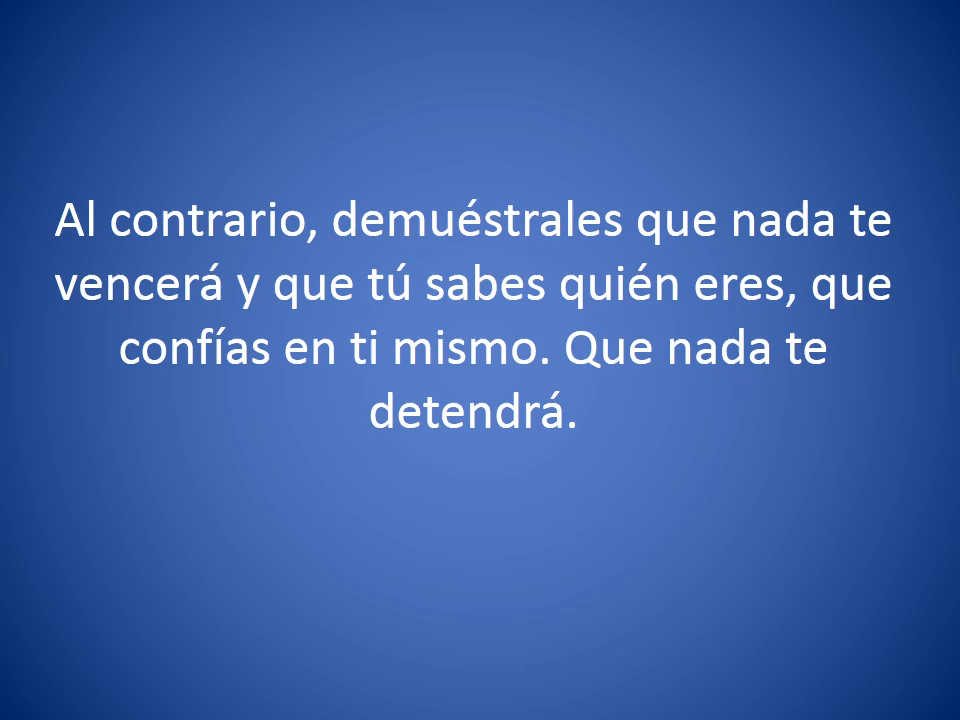 Al contrario, demuéstrales que nada te
vencerá y que tú sabes quién eres, que
confías en ti mismo. Que nada te
detendrá.